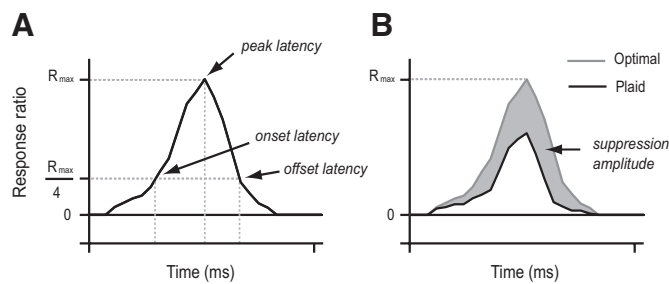 A
B
peak latency
Optimal
Plaid
R max
R max
Response ratio
onset latency
suppression
amplitude
offset latency
R max
4
0
0
Time (ms)
Time (ms)